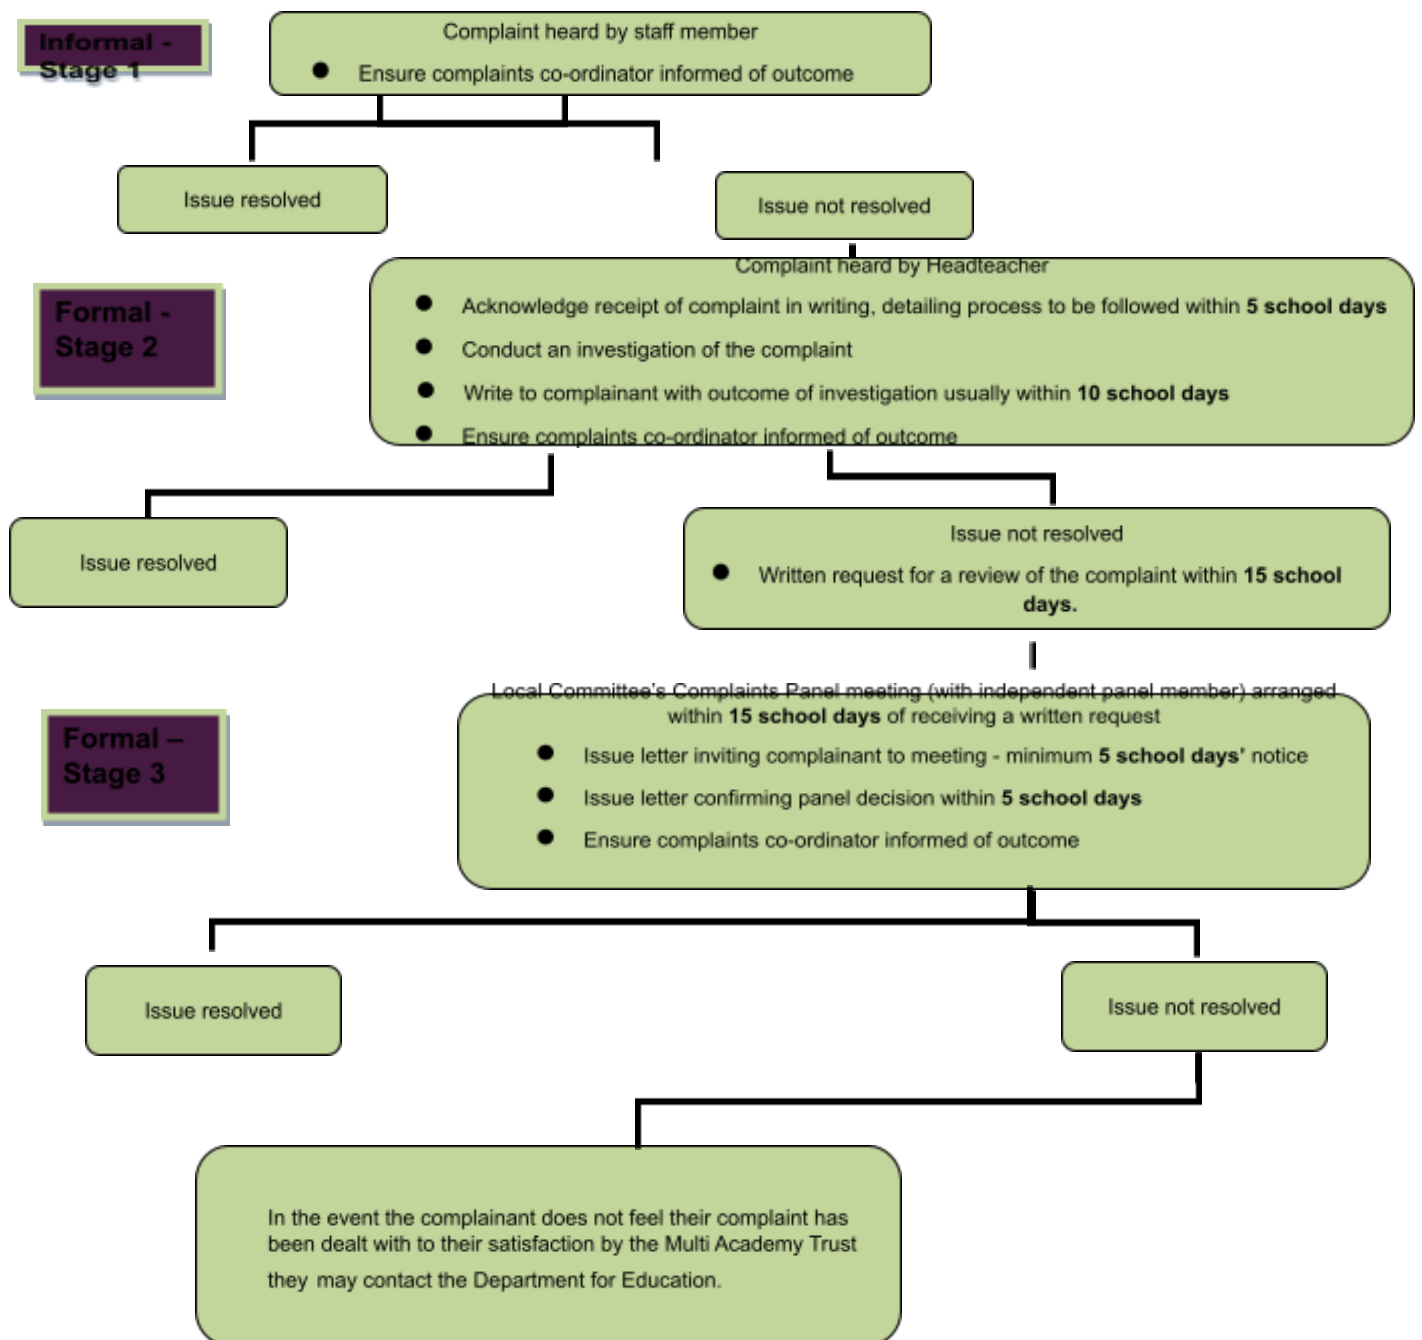 Informal -
Stage 1
Complaint heard by staff member
● Ensure complaints co-ordinator informed of outcome
Issue resolved
Issue not resolved
Formal -
Stage 2
Complaint heard by Headteacher
● Acknowledge receipt of complaint in writing, detailing process to be followed within 5 school days
● Conduct an investigation of the complaint
● Write to complainant with outcome of investigation usually within 10 school days
● Ensure complaints co-ordinator informed of outcome
Issue resolved
Issue not resolved
● Written request for a review of the complaint within 15 school
days.
Formal –
Stage 3
Local Committee's Complaints Panel meeting (with independent panel member) arranged
within 15 school days of receiving a written request
● Issue letter inviting complainant to meeting - minimum 5 school days' notice
● Issue letter confirming panel decision within 5 school days
● Ensure complaints co-ordinator informed of outcome
Issue resolved
Issue not resolved
In the event the complainant does not feel their complaint has
been dealt with to their satisfaction by the Multi Academy Trust
they may contact the Department for Education.